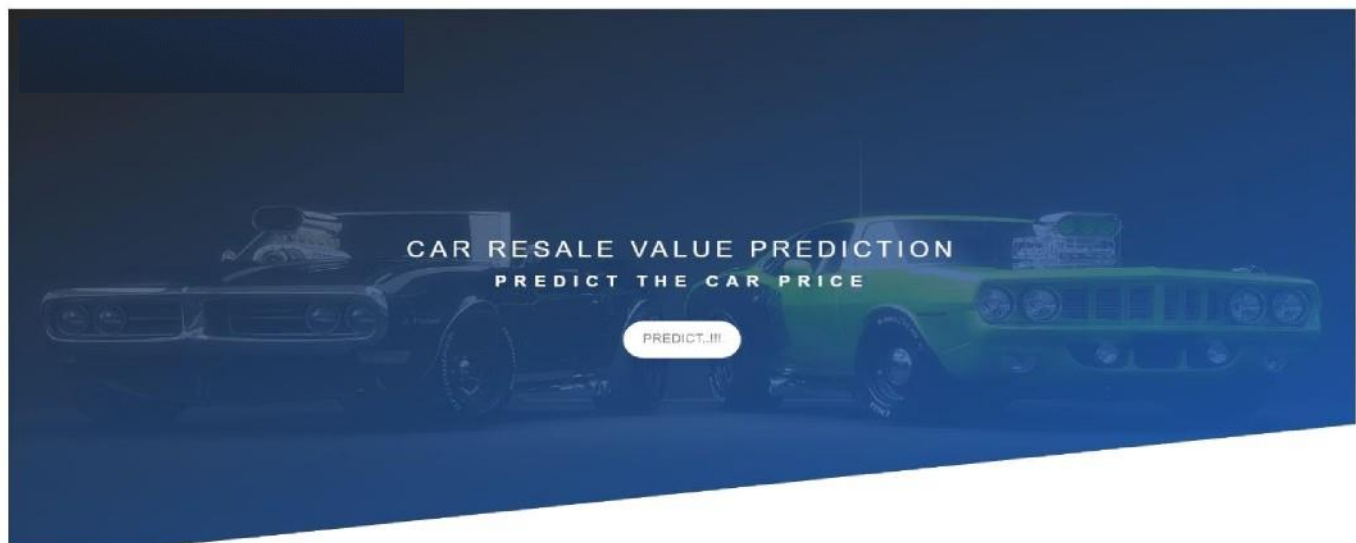 CAR RESALE VALUE PREDICTION
PREDICT THE CAR PRICE
PREDICT..!!!